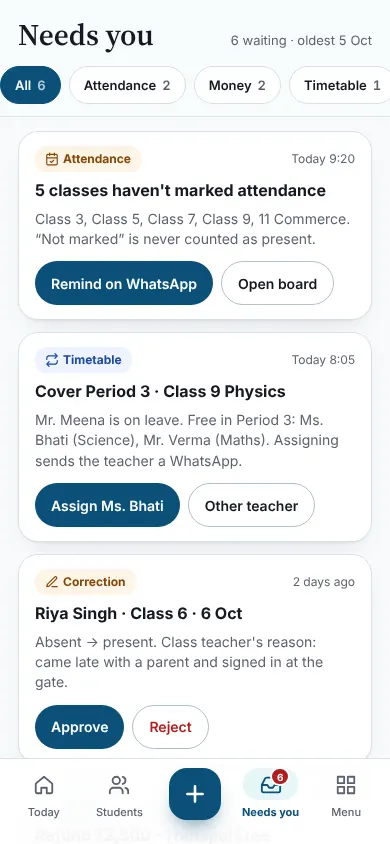 Needs you
6 waiting · oldest 5 Oct
All 6
Attendance 2
Money 2
Timetable 1
Attendance
Today 9:20
5 classes haven't marked attendance
Class 3, Class 5, Class 7, Class 9, 11 Commerce.
“Not marked” is never counted as present.
Remind on WhatsApp
Open board
Timetable
Today 8:05
Cover Period 3 · Class 9 Physics
Mr. Meena is on leave. Free in Period 3: Ms.
Bhati (Science), Mr. Verma (Maths). Assigning
sends the teacher a WhatsApp.
Assign Ms. Bhati
Other teacher
Correction
2 days ago
Riya Singh · Class 6 · 6 Oct
Absent → present. Class teacher's reason:
came late with a parent and signed in at the
gate.
Approve
Reject
6
Today
Students
Needs you
Menu